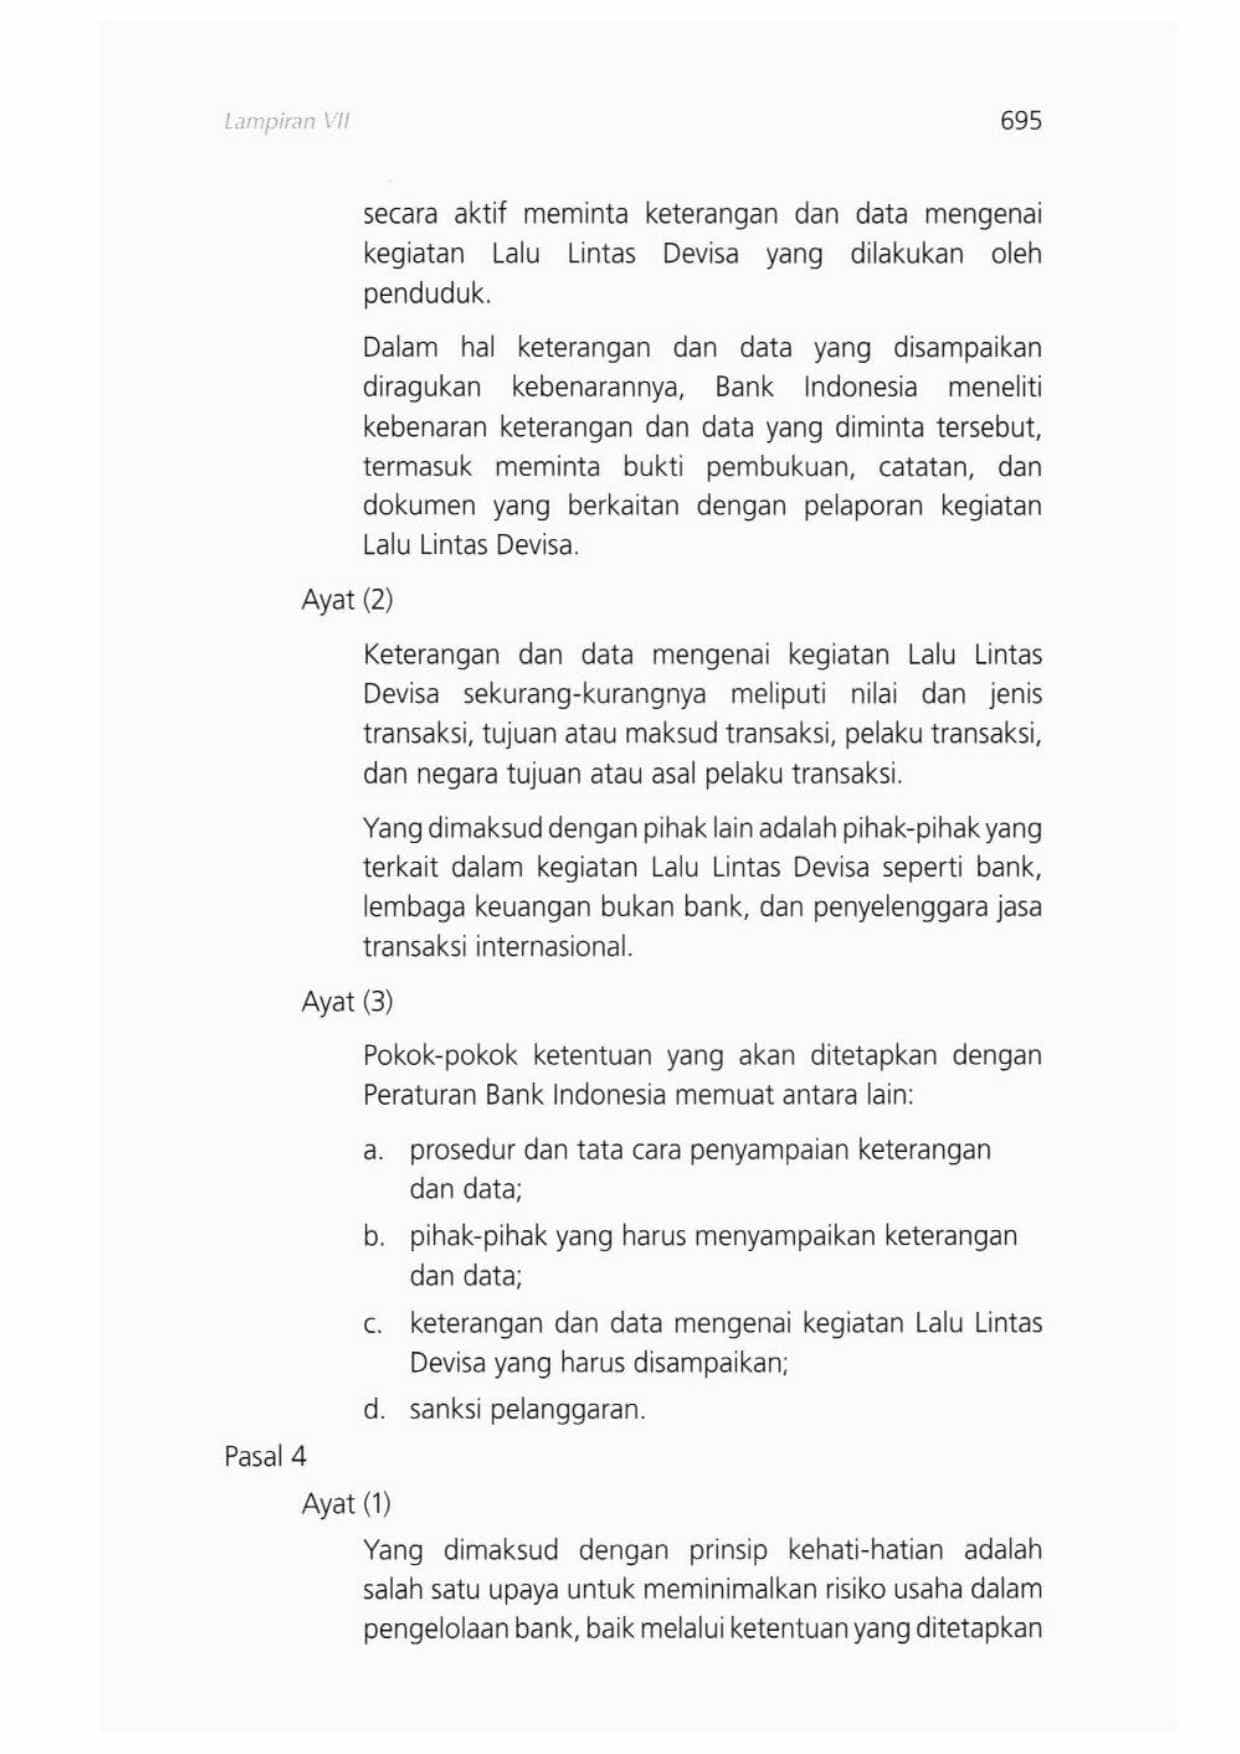 Lampiran VII 695
secara aktif meminta keterangan dan data mengenai
kegiatan Lalu Lintas Devisa yang dilakukan oleh
penduduk.
Dalam hal keterangan dan data yang disampaikan
diragukan kebenarannya, Bank Indonesia meneliti
kebenaran keterangan dan data yang diminta tersebut,
termasuk meminta bukti pembukuan, catatan, dan
dokumen yang berkaitan dengan pelaporan kegiatan
Lalu Lintas Devisa.
Ayat (2)
Keterangan dan data mengenai kegiatan Lalu Lintas
Devisa sekurang-kurangnya meliputi nilai dan jenis
transaksi, tujuan atau maksud transaksi, pelaku transaksi,
dan negara tujuan atau asal pelaku transaksi.
Yang dimaksud dengan pihak lain adalah pihak-pihak yang
terkait dalam kegiatan Lalu Lintas Devisa seperti bank,
lembaga keuangan bukan bank, dan penyelenggara jasa
transaksi internasional.
Ayat (3)
Pokok-pokok ketentuan yang akan ditetapkan dengan
Peraturan Bank Indonesia memuat antara lain:
a. prosedur dan tata cara penyampaian keterangan
dan data;
b. pihak-pihak yang harus menyampaikan keterangan
dan data;
c. keterangan dan data mengenai kegiatan Lalu Lintas
Devisa yang harus disampaikan;
d. sanksi pelanggaran.
Pasal 4
Ayat (1)
Yang dimaksud dengan prinsip kehati-hatian adalah
salah satu upaya untuk meminimalkan risiko usaha dalam
pengelolaan bank, baik melalui ketentuan yang ditetapkan